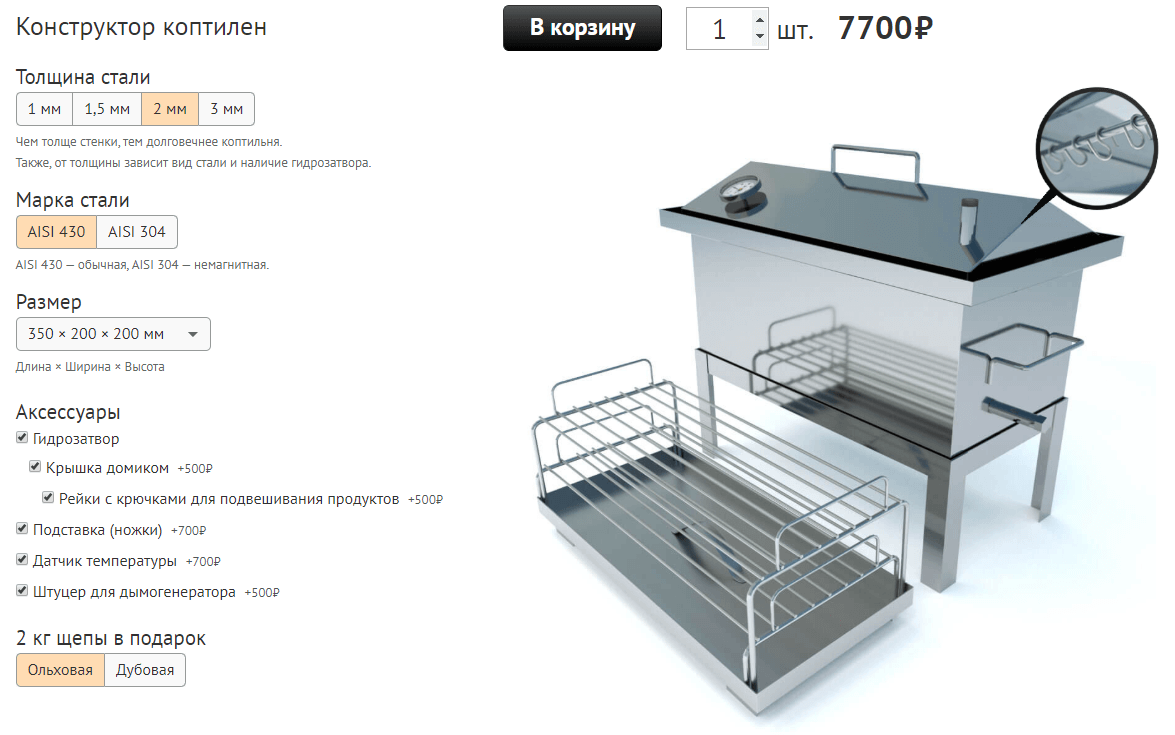 Конструктор коптилен
В корзину
1 шт. 7700₽
Толщина стали
1 мм 1,5 мм 2 мм 3 мм
Чем толще стенки, тем долговечнее коптильня.
Также, от толщины зависит вид стали и наличие гидрозатвора.
Марка стали
AISI 430 AISI 304
AISI 430 — обычная, AISI 304 — немагнитная.
Размер
350 × 200 × 200 мм
Длина × Ширина × Высота
Аксессуары
Гидрозатвор
Крышка домиком +500₽
Рейки с крючками для подвешивания продуктов +500₽
Подставка (ножки) +700₽
Датчик температуры +700₽
Штуцер для дымогенератора +500₽
2 кг щепы в подарок
Ольховая Дубовая